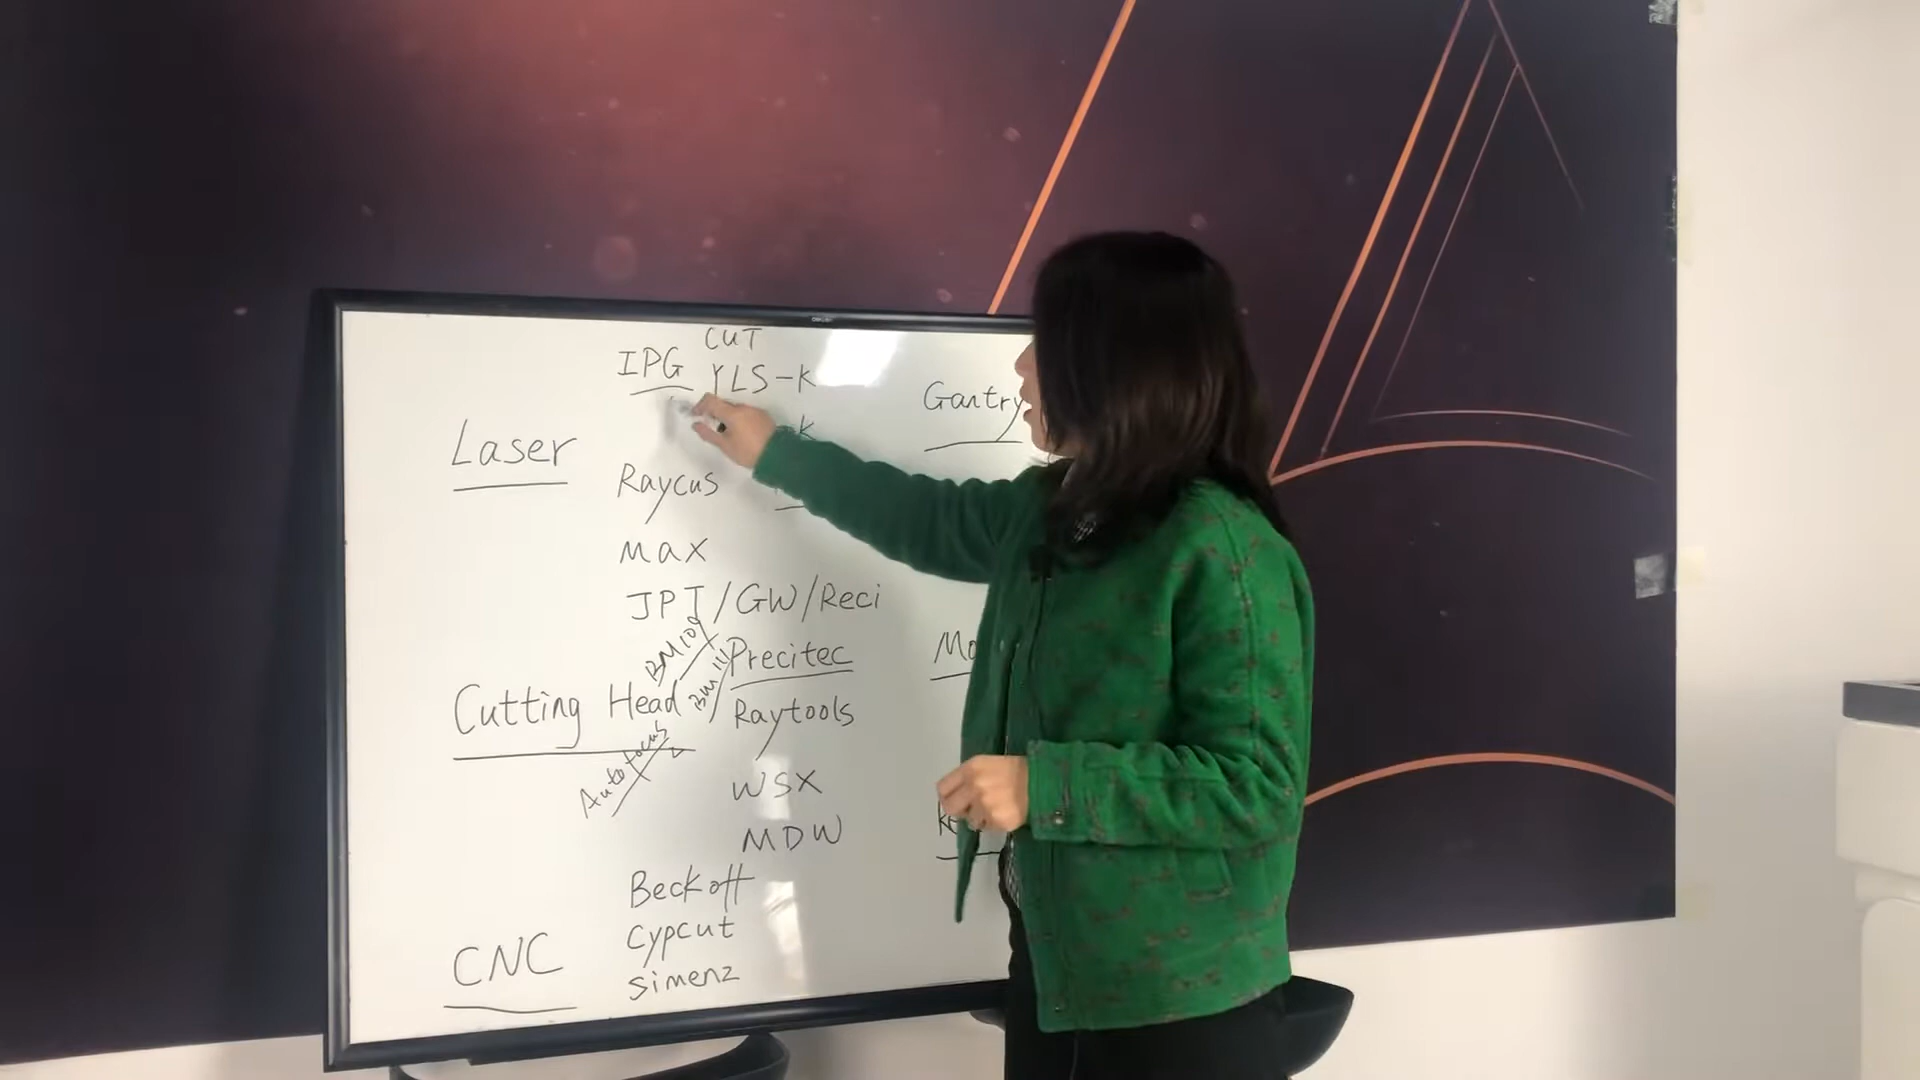 CUT
IPG YLS-K
K
Laser
Raycus
Max
JPT/GW/Reci
Cutting Head
BM109
BM111
Autofocus
Precitec
Raytools
WSX
MDW
CNC
Beckoff
Cypcut
Simenz
Gantry
Mo